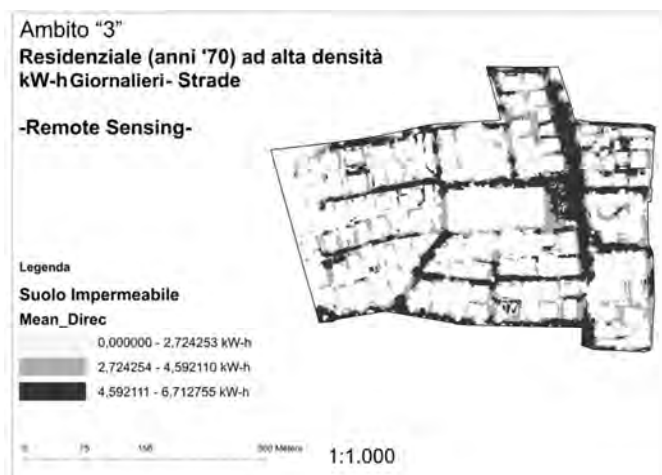 Ambito “3”
Residenziale (anni '70) ad alta densità
kW-h Giornalieri - Strade
-Remote Sensing-
Legenda
Suolo Impermeabile
Mean_Direc
0,000000 - 2,724253 kW-h
2,724254 - 4,592110 kW-h
4,592111 - 6,712755 kW-h
0 75 150 300 Meters
1:1.000